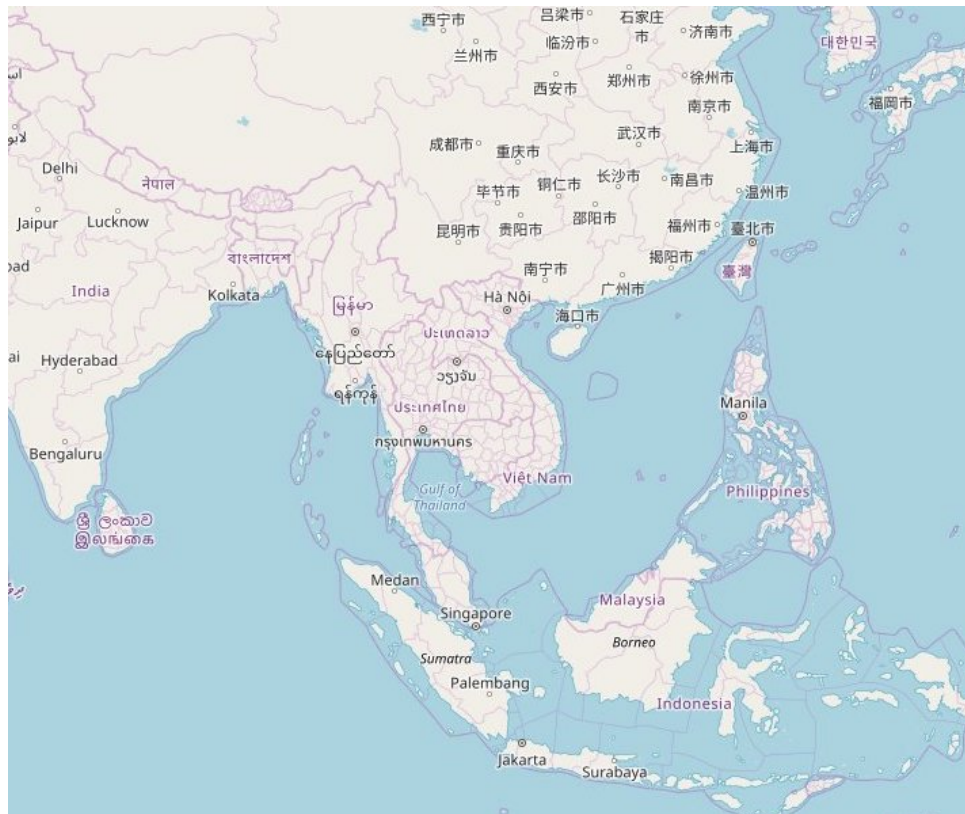 西宁市
吕梁市
石家庄
市
济南市
兰州市
临汾市
대한민국
西安市
郑州市
徐州市
福岡市
南京市
成都市
重庆市
武汉市
上海市
Delhi
नेपाल
毕节市
铜仁市
长沙市
南昌市
温州市
Jaipur
Lucknow
昆明市
贵阳市
邵阳市
福州市
臺北市
বাংলাদেশ
南宁市
揭阳市
臺灣
India
Kolkata
မြန်မာ
Hà Nội
广州市
海口市
ປະເທດລາວ
Hyderabad
နေပြည်တော်
ວຽງຈັນ
ရန်ကုန်
ประเทศไทย
Manila
กรุงเทพมหานคร
Bengaluru
Việt Nam
Gulf of
Thailand
Philippines
ශ්‍රී ලංකාව
இலங்கை
Medan
Malaysia
Singapore
Borneo
Sumatra
Palembang
Indonesia
Jakarta
Surabaya